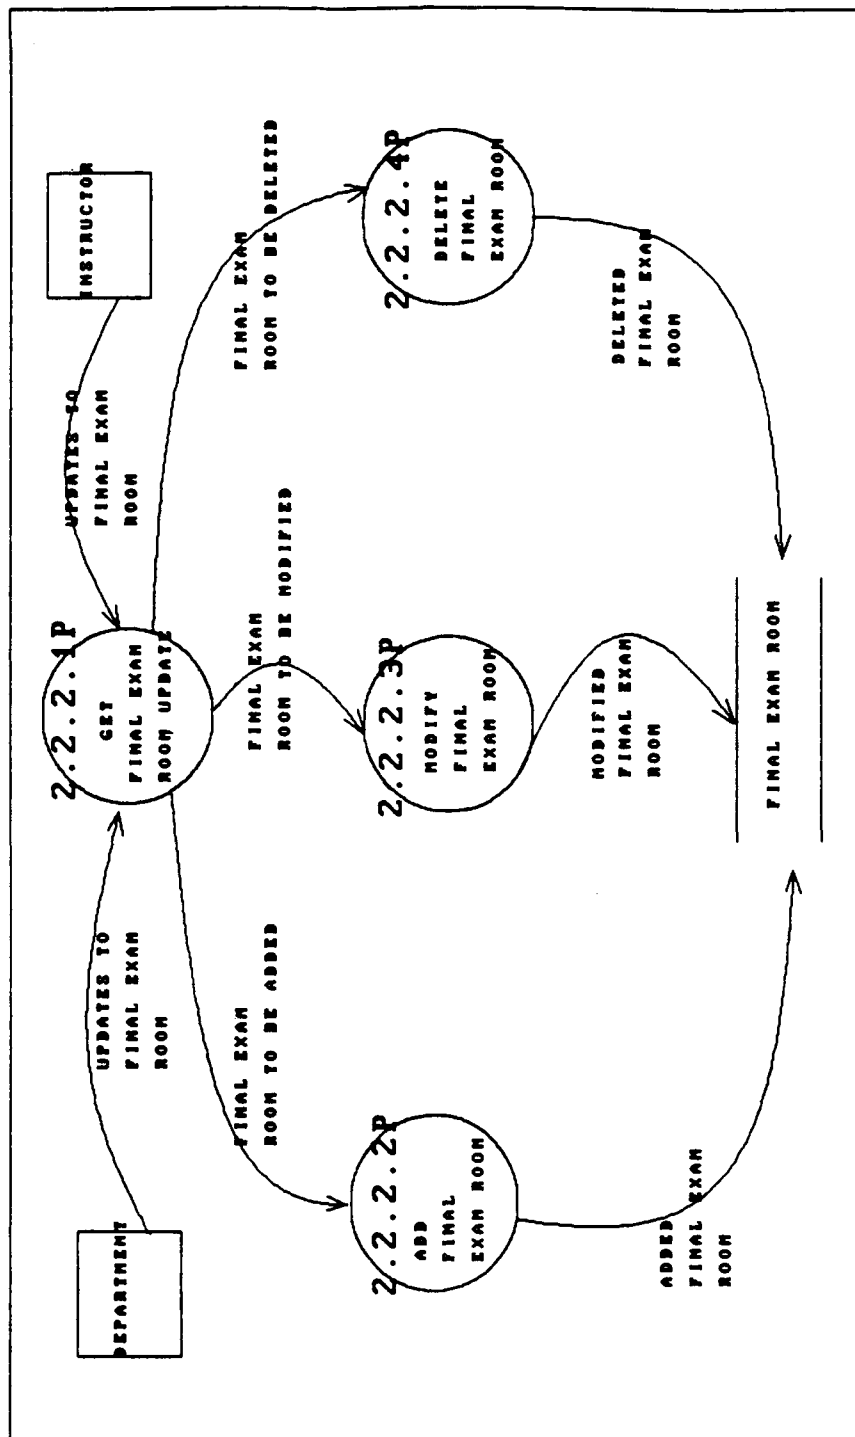 DEPARTMENT
INSTRUCTOR
UPDATES TO
FINAL EXAM
ROOM
UPDATES TO
FINAL EXAM
ROOM
2.2.2.1P
GET
FINAL EXAM
ROOM UPDATE
FINAL EXAM
ROOM TO BE ADDED
FINAL EXAM
ROOM TO BE MODIFIED
FINAL EXAM
ROOM TO BE DELETED
2.2.2.2P
ADD
FINAL
EXAM ROOM
2.2.2.3P
MODIFY
FINAL
EXAM ROOM
2.2.2.4P
DELETE
FINAL
EXAM ROOM
ADDED
FINAL EXAM
ROOM
MODIFIED
FINAL EXAM
ROOM
DELETED
FINAL EXAM
ROOM
FINAL EXAM ROOM